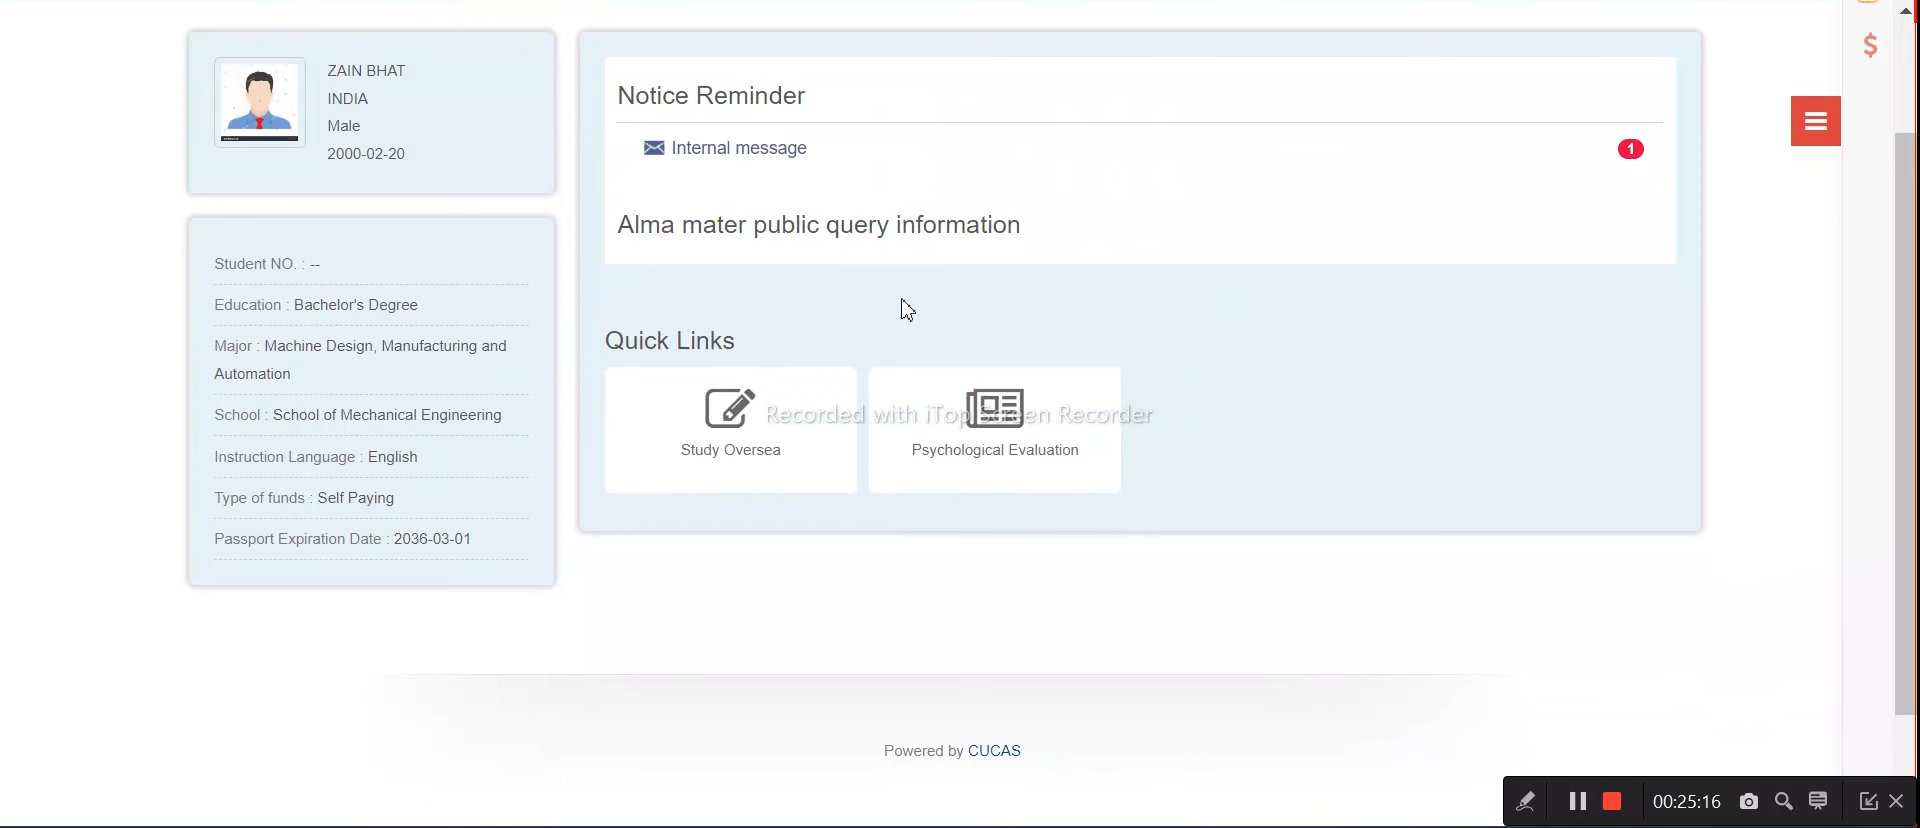 ZAIN BHAT
INDIA
Male
2000-02-20
Student NO. : --
Education : Bachelor's Degree
Major : Machine Design, Manufacturing and
Automation
School : School of Mechanical Engineering
Instruction Language : English
Type of funds : Self Paying
Passport Expiration Date : 2036-03-01
Notice Reminder
Internal message
1
Alma mater public query information
Quick Links
Study Oversea
Psychological Evaluation
Recorded with iTop Screen Recorder
$
Powered by CUCAS
00:25:16